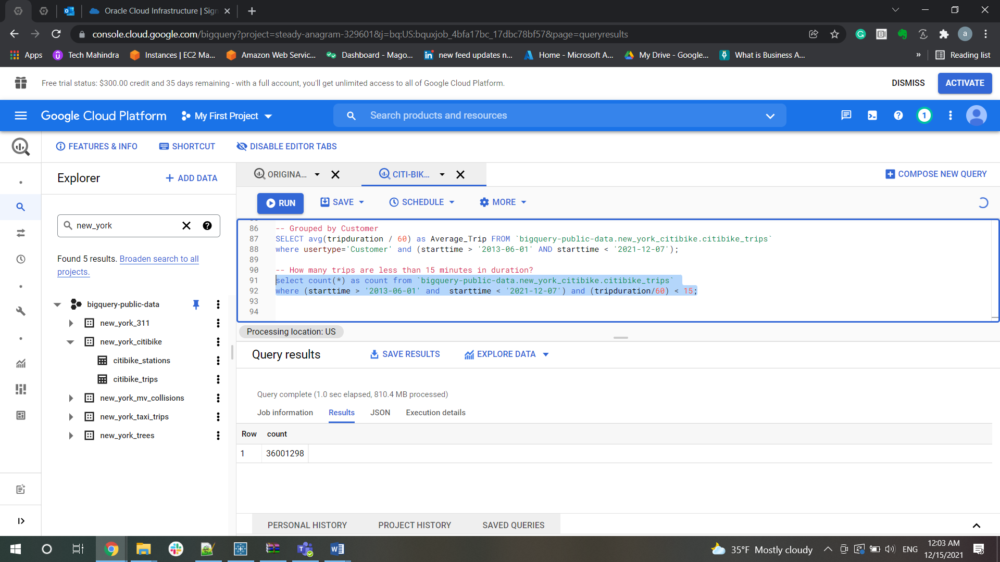 Oracle Cloud Infrastructure | Sign
console.cloud.google.com/bigquery?project=steady-anagram-329601&j=bq:US:bquxjob_4bfa17bc_17dbc78bf57&page=queryresults
a
Apps Tech Mahindra Instances | EC2 Ma... Amazon Web Servic... Dashboard - Mago... new feed updates n... Home - Microsoft A... My Drive - Google... What is Business A... » Reading list
Free trial status: $300.00 credit and 35 days remaining - with a full account, you'll get unlimited access to all of Google Cloud Platform. DISMISS ACTIVATE
Google Cloud Platform My First Project Search products and resources 1
FEATURES & INFO SHORTCUT DISABLE EDITOR TABS
Explorer + ADD DATA
ORIGINA... CITI-BIK... COMPOSE NEW QUERY
RUN SAVE SCHEDULE MORE
new_york
Found 5 results. Broaden search to all
projects.
bigquery-public-data
new_york_311
new_york_citibike
citibike_stations
citibike_trips
new_york_mv_collisions
new_york_taxi_trips
new_york_trees
86 -- Grouped by Customer
87 SELECT avg(tripduration / 60) as Average_Trip FROM `bigquery-public-data.new_york_citibike.citibike_trips`
88 where usertype='Customer' and (starttime > '2013-06-01' AND starttime < '2021-12-07');
89
90 -- How many trips are less than 15 minutes in duration?
91 select count(*) as count from `bigquery-public-data.new_york_citibike.citibike_trips`
92 where (starttime > '2013-06-01' and  starttime < '2021-12-07') and (tripduration/60) < 15;
93
94
Processing location: US
Query results SAVE RESULTS EXPLORE DATA
Query complete (1.0 sec elapsed, 810.4 MB processed)
Job information Results JSON Execution details
Row count
1 36001298
PERSONAL HISTORY PROJECT HISTORY SAVED QUERIES
35°F Mostly cloudy ENG 12:03 AM
12/15/2021